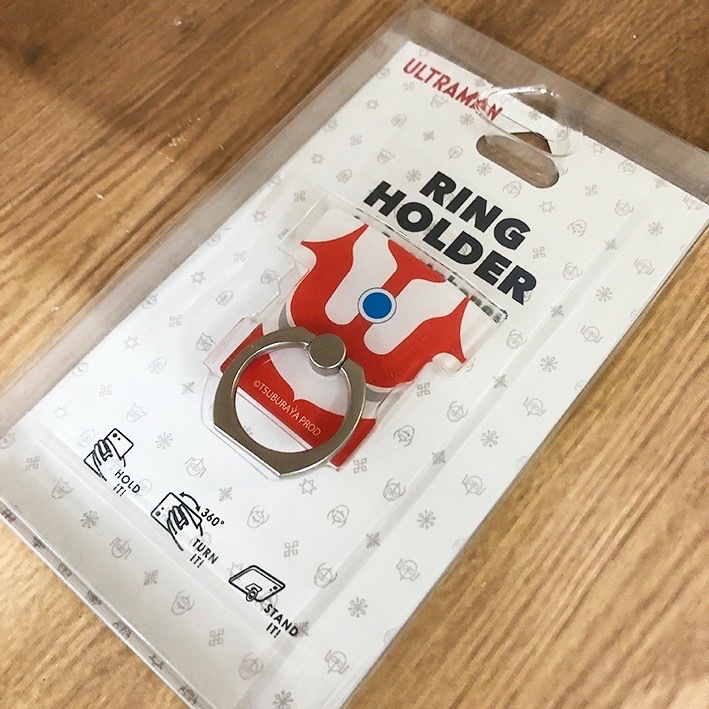 ULTRAMAN
RING
HOLDER
©TSUBURAYA PROD.
HOLD
IT!
360°
TURN
IT!
STAND
IT!